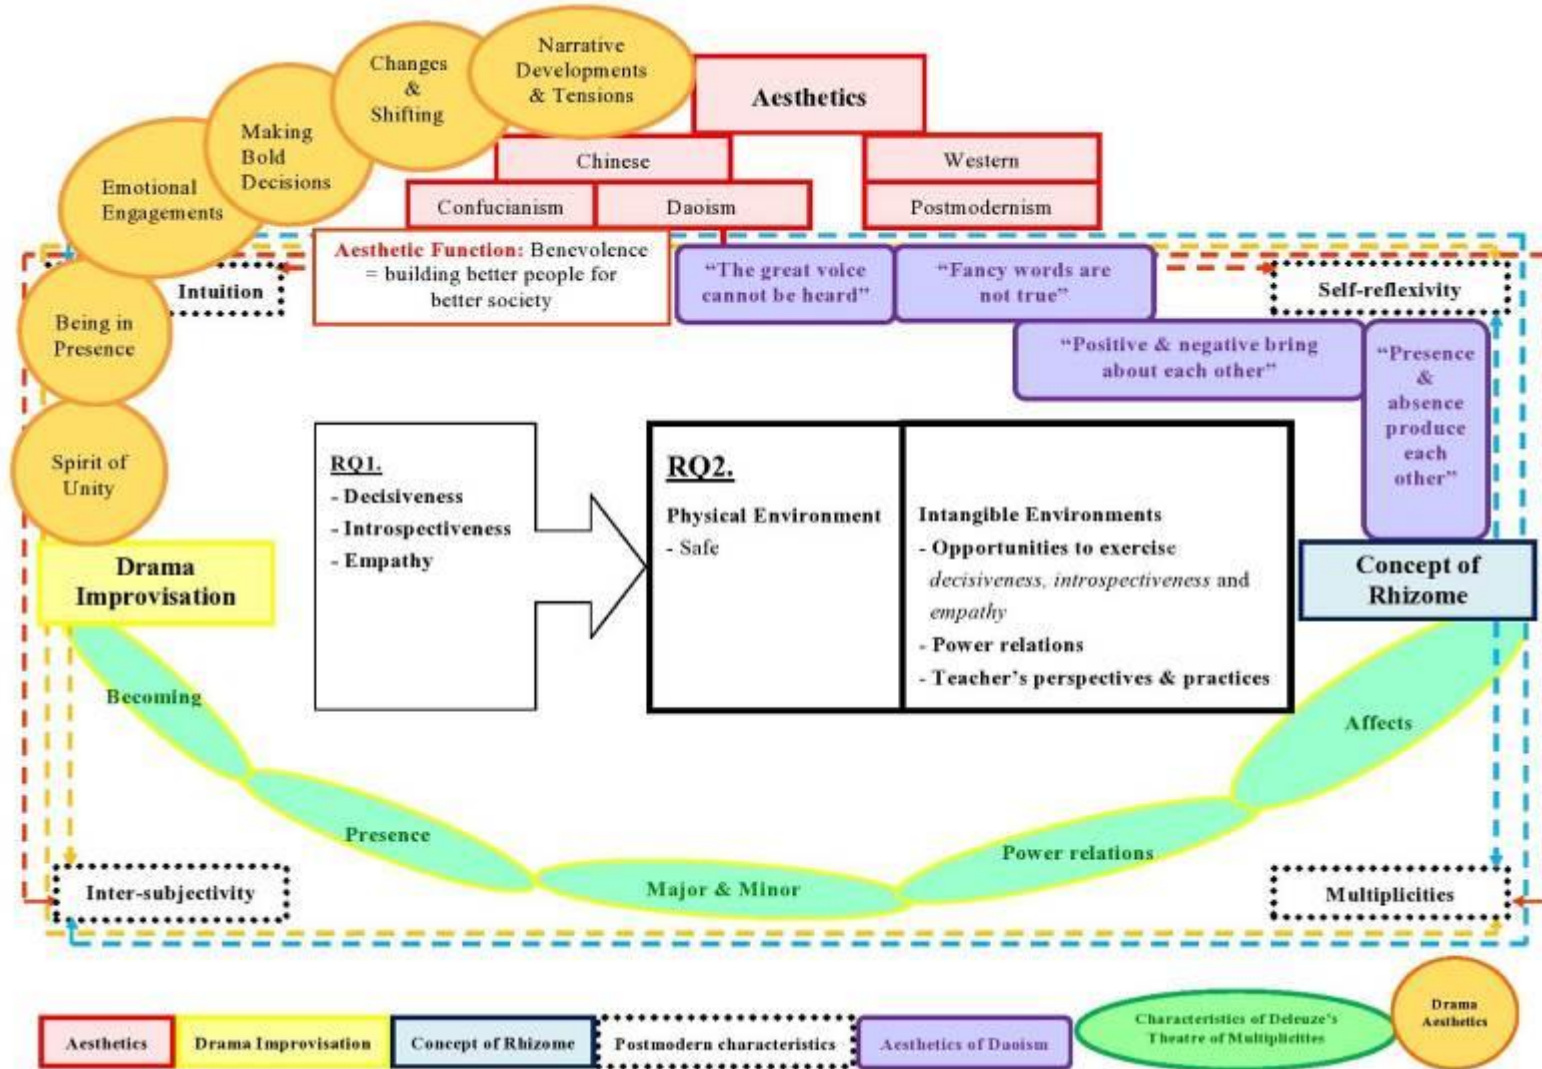 Narrative
Developments
& Tensions
Changes
&
Shifting
Making
Bold
Decisions
Emotional
Engagements
Being in
Presence
Spirit of
Unity
Aesthetics
Chinese
Western
Confucianism
Daoism
Postmodernism
Aesthetic Function: Benevolence
= building better people for
better society
“The great voice
cannot be heard”
“Fancy words are
not true”
“Positive & negative bring
about each other”
“Presence
&
absence
produce
each
other”
Intuition
Self-reflexivity
RQ1.
- Decisiveness
- Introspectiveness
- Empathy
RQ2.
Physical Environment
- Safe
Intangible Environments
- Opportunities to exercise
decisiveness, introspectiveness and
empathy
- Power relations
- Teacher’s perspectives & practices
Drama
Improvisation
Concept of
Rhizome
Becoming
Presence
Major & Minor
Power relations
Affects
Inter-subjectivity
Multiplicities
Aesthetics
Drama Improvisation
Concept of Rhizome
Postmodern characteristics
Aesthetics of Daoism
Characteristics of Deleuze’s
Theatre of Multiplicities
Drama
Aesthetics